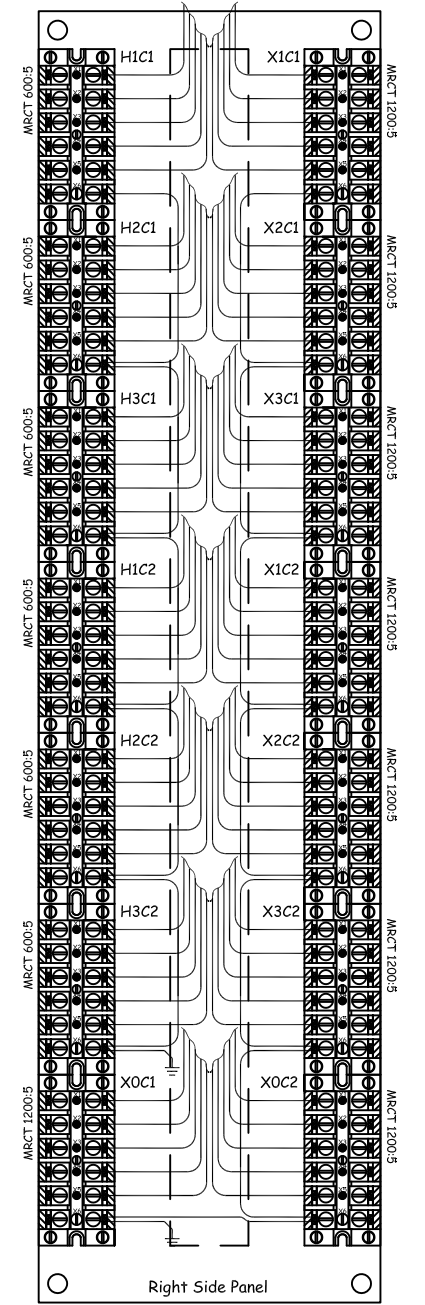 H1C1 X1C1
MRCT 600:5 MRCT 1200:5
H2C1 X2C1
MRCT 600:5 MRCT 1200:5
H3C1 X3C1
MRCT 600:5 MRCT 1200:5
H1C2 X1C2
MRCT 600:5 MRCT 1200:5
H2C2 X2C2
MRCT 600:5 MRCT 1200:5
H3C2 X3C2
MRCT 600:5 MRCT 1200:5
X0C1 X0C2
MRCT 1200:5 MRCT 1200:5
Right Side Panel